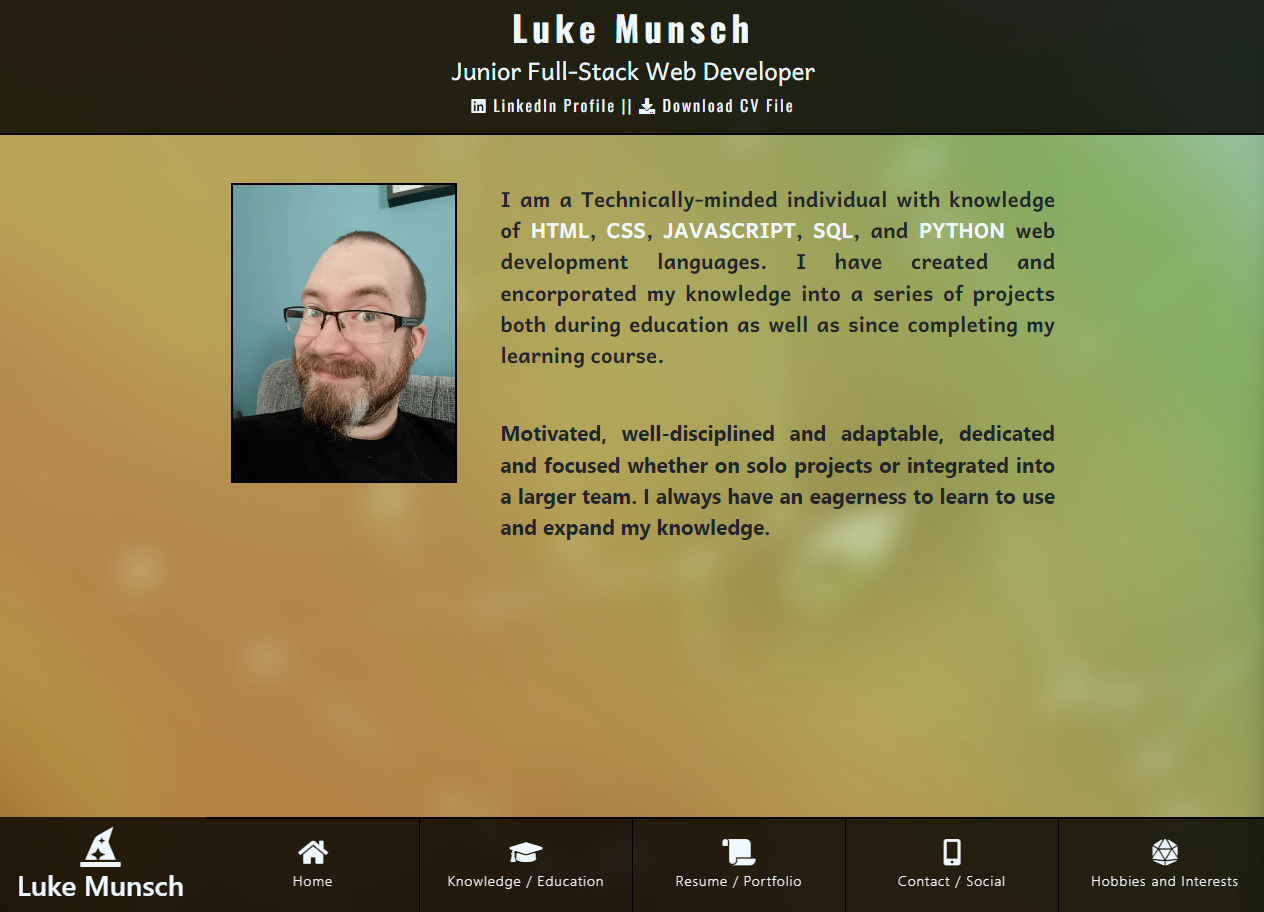 Luke Munsch
Junior Full-Stack Web Developer
LinkedIn Profile || Download CV File
I am a Technically-minded individual with knowledge
of HTML, CSS, JAVASCRIPT, SQL, and PYTHON web
development languages. I have created and
encorporated my knowledge into a series of projects
both during education as well as since completing my
learning course.
Motivated, well-disciplined and adaptable, dedicated
and focused whether on solo projects or integrated into
a larger team. I always have an eagerness to learn to use
and expand my knowledge.
Luke Munsch
Home
Knowledge / Education
Resume / Portfolio
Contact / Social
Hobbies and Interests